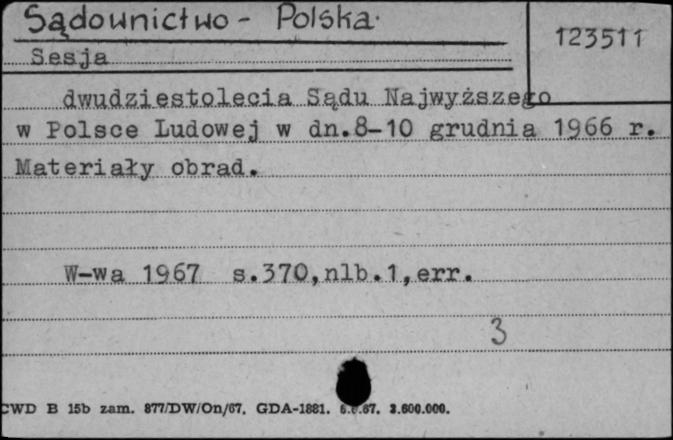 Sądownictwo - Polska.
123511
Sesja
dwudziestolecia Sądu Najwyższego
w Polsce Ludowej w dn.8-10 grudnia 1966 r.
Materiały obrad.
W-wa 1967 s.370,nlb.1,err.
3
CWD B 15b zam. 877/DW/On/67. GDA-1881. 3.600.000.